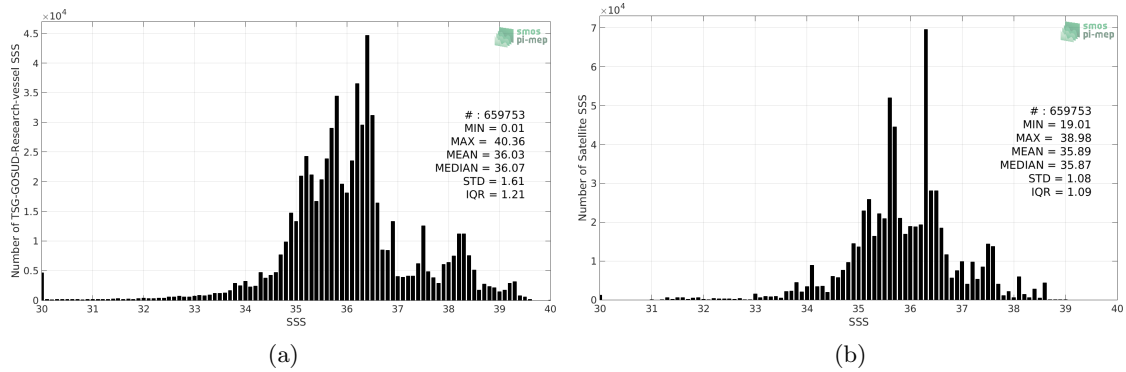 ×10⁴
4.5
4
3.5
3
2.5
2
1.5
1
0.5
0
Number of TSG-GOSUD-Research-vessel SSS
smos
pi-mep
# : 659753
MIN = 0.01
MAX = 40.36
MEAN = 36.03
MEDIAN = 36.07
STD = 1.61
IQR = 1.21
30 31 32 33 34 35 36 37 38 39 40
SSS
(a)
×10⁴
7
6
5
4
3
2
1
0
Number of Satellite SSS
smos
pi-mep
# : 659753
MIN = 19.01
MAX = 38.98
MEAN = 35.89
MEDIAN = 35.87
STD = 1.08
IQR = 1.09
30 31 32 33 34 35 36 37 38 39 40
SSS
(b)